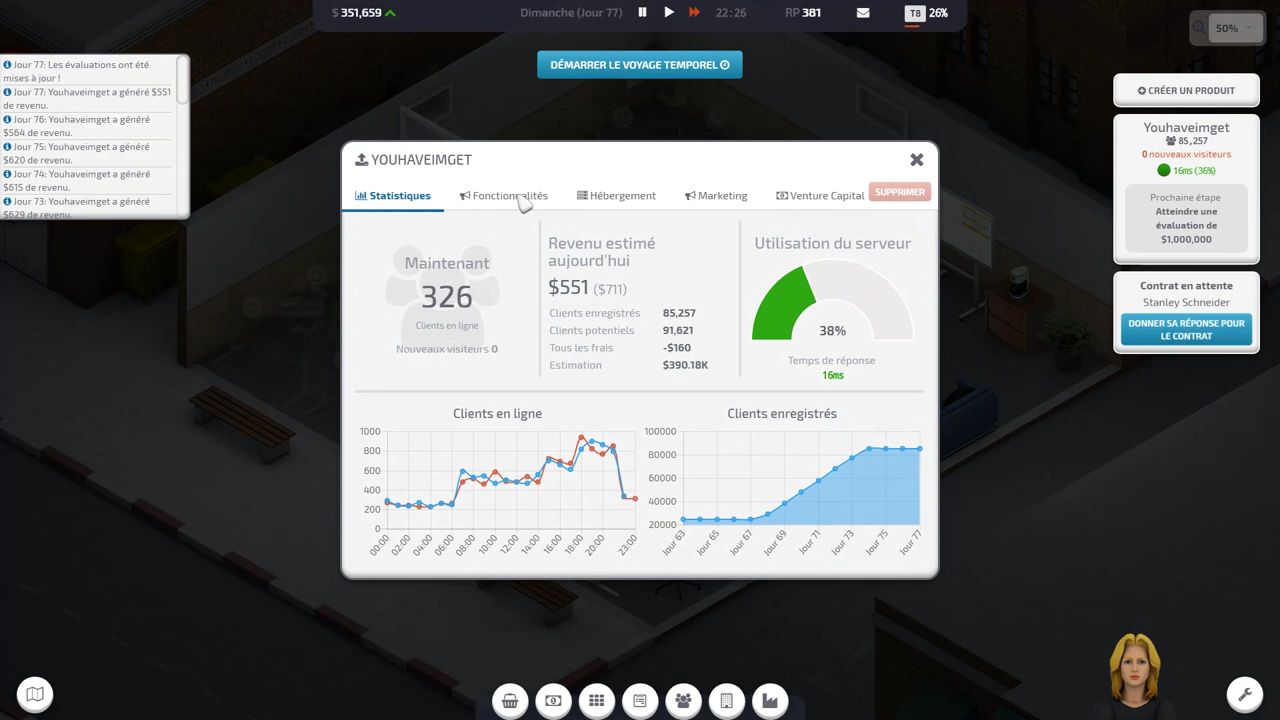 $ 351,659
Dimanche (Jour 77)
22:26
RP 381
T8 26%
50%
DÉMARRER LE VOYAGE TEMPOREL
Jour 77: Les évaluations ont été
mises à jour !
Jour 77: Youhaveimget a généré $551
de revenu.
Jour 76: Youhaveimget a généré
$564 de revenu.
Jour 75: Youhaveimget a généré
$620 de revenu.
Jour 74: Youhaveimget a généré
$615 de revenu.
Jour 73: Youhaveimget a généré
$629 de revenu.
YOUHAVEIMGET
Statistiques
Fonctionnalités
Hébergement
Marketing
Venture Capital
SUPPRIMER
Maintenant
326
Clients en ligne
Nouveaux visiteurs 0
Revenu estimé
aujourd'hui
$551 ($711)
Clients enregistrés 85,257
Clients potentiels 91,621
Tous les frais -$160
Estimation $390.18K
Utilisation du serveur
38%
Temps de réponse
16ms
Clients en ligne
1000
800
600
400
200
0
00:00 02:00 04:00 06:00 08:00 10:00 12:00 14:00 16:00 18:00 20:00 23:00
Clients enregistrés
100000
80000
60000
40000
20000
Jour 63 Jour 65 Jour 67 Jour 69 Jour 71 Jour 73 Jour 75 Jour 77
CRÉER UN PRODUIT
Youhaveimget
85,257
0 nouveaux visiteurs
16ms (36%)
Prochaine étape
Atteindre une
évaluation de
$1,000,000
Contrat en attente
Stanley Schneider
DONNER SA RÉPONSE POUR
LE CONTRAT